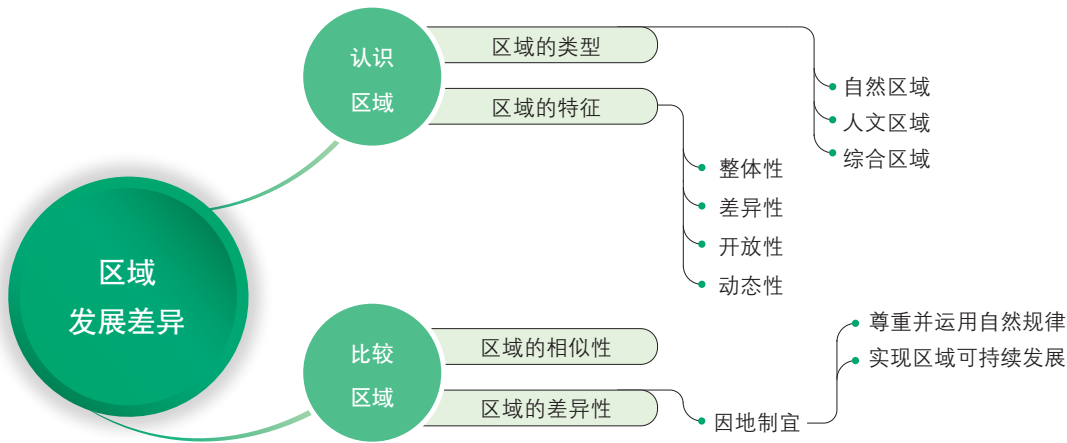 区域
发展差异
认识
区域
区域的类型
自然区域
人文区域
综合区域
区域的特征
整体性
差异性
开放性
动态性
比较
区域
区域的相似性
区域的差异性
因地制宜
尊重并运用自然规律
实现区域可持续发展